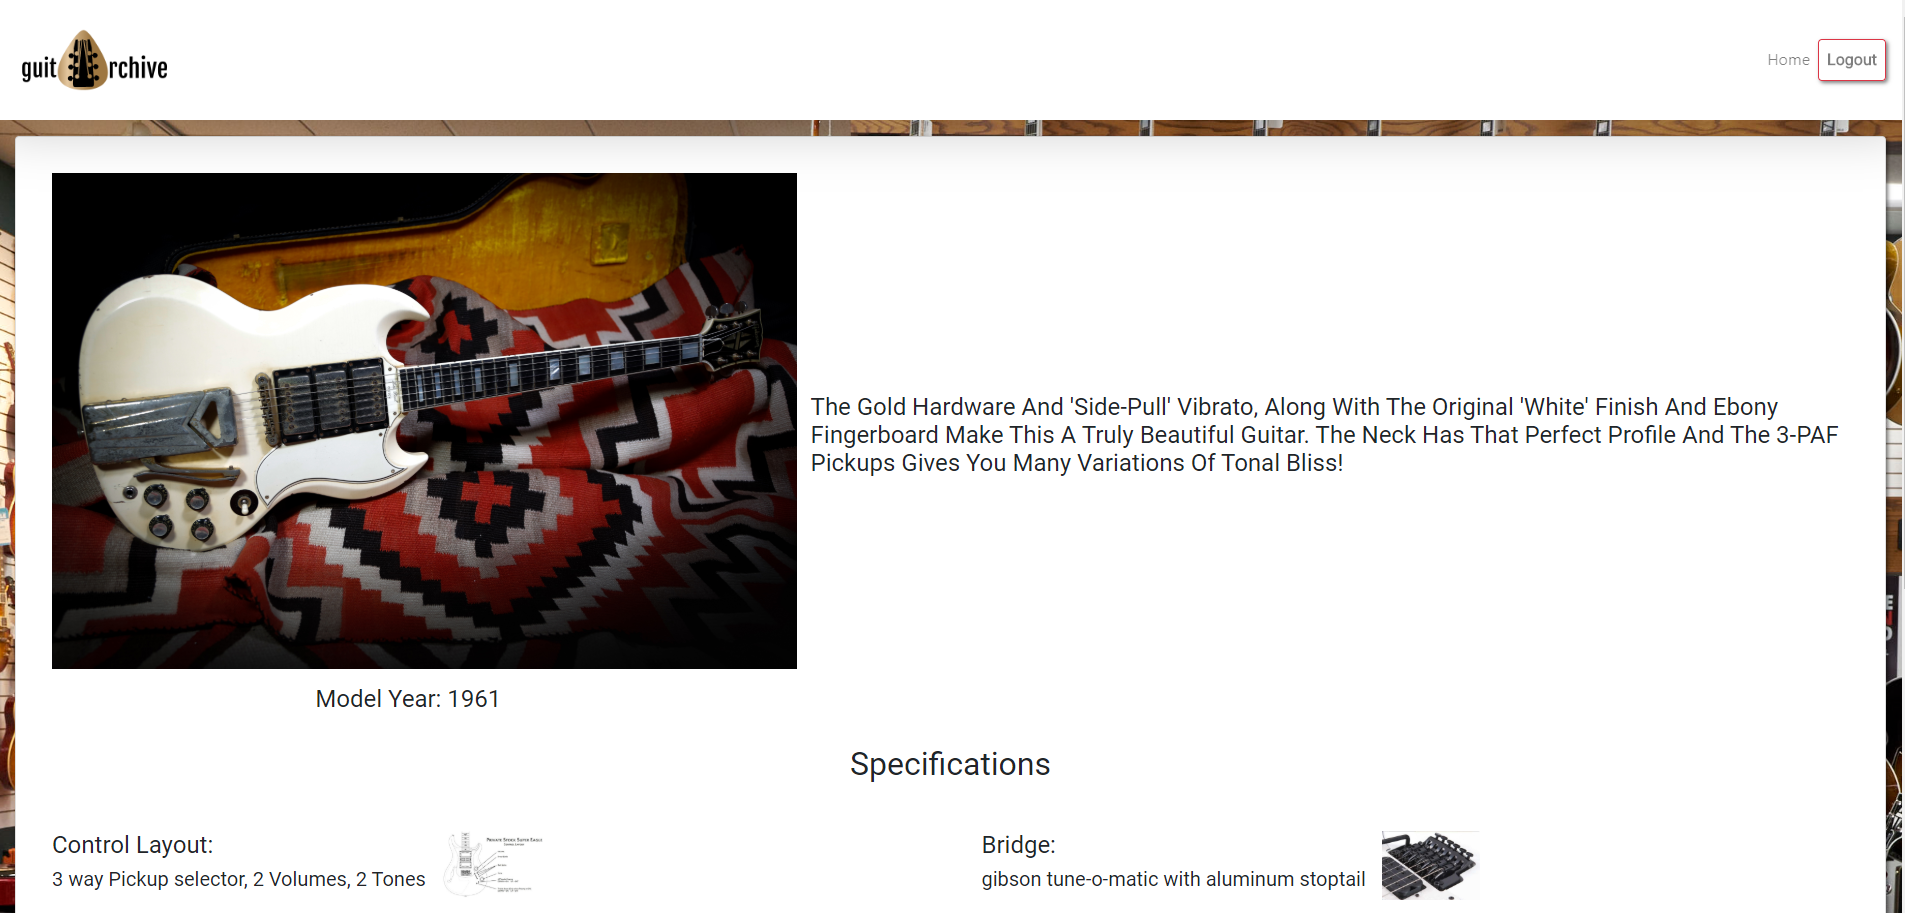 guit rchive
Home
Logout
The Gold Hardware And 'Side-Pull' Vibrato, Along With The Original 'White' Finish And Ebony
Fingerboard Make This A Truly Beautiful Guitar. The Neck Has That Perfect Profile And The 3-PAF
Pickups Gives You Many Variations Of Tonal Bliss!
Model Year: 1961
Specifications
Control Layout:
3 way Pickup selector, 2 Volumes, 2 Tones
Bridge:
gibson tune-o-matic with aluminum stoptail